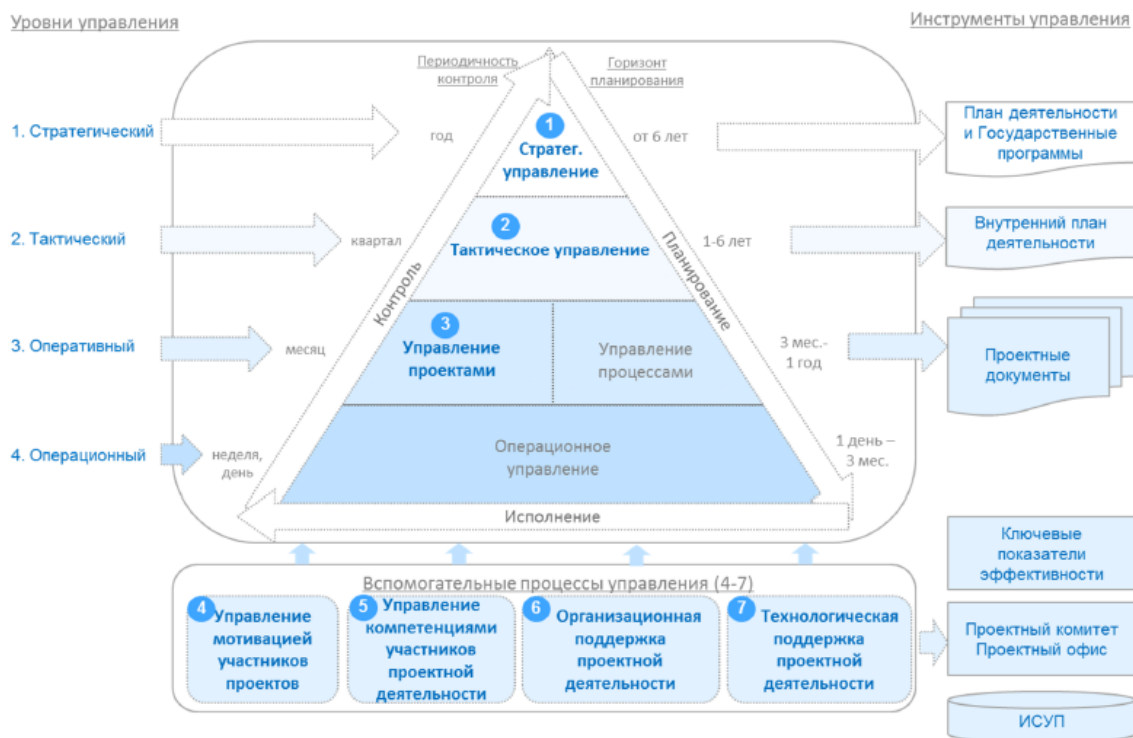 Уровни управления
Инструменты управления
Периодичность
контроля
Горизонт
планирования
1. Стратегический
год
1
Стратег.
управление
от 6 лет
План деятельности
и Государственные
программы
2. Тактический
квартал
2
Тактическое управление
1-6 лет
Внутренний план
деятельности
Контроль
Планирование
3. Оперативный
месяц
3
Управление
проектами
Управление
процессами
3 мес.-
1 год
Проектные
документы
4. Операционный
неделя,
день
Операционное
управление
1 день –
3 мес.
Исполнение
Ключевые
показатели
эффективности
Вспомогательные процессы управления (4-7)
4
Управление
мотивацией
участников
проектов
5
Управление
компетенциями
участников
проектной
деятельности
6
Организационная
поддержка
проектной
деятельности
7
Технологическая
поддержка
проектной
деятельности
Проектный комитет
Проектный офис
ИСУП